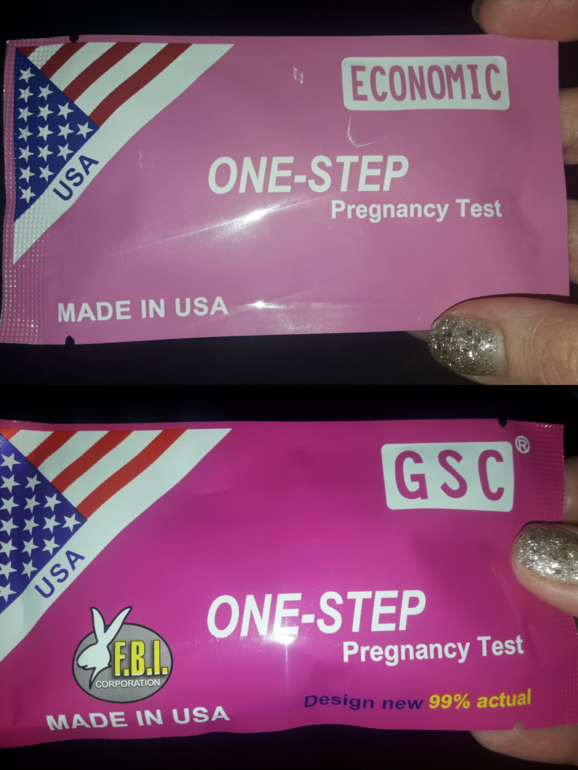 ECONOMIC
ONE-STEP
Pregnancy Test
USA
MADE IN USA
GSC®
USA
ONE-STEP
Pregnancy Test
F.B.I.
CORPORATION
Design new 99% actual
MADE IN USA